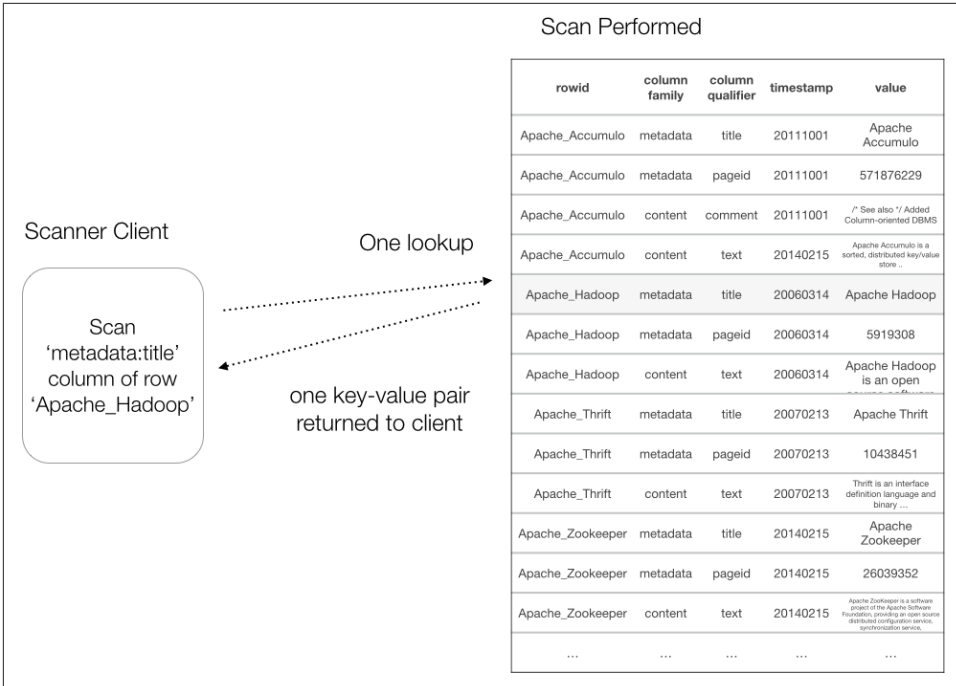 Scan Performed
rowid column family column qualifier timestamp value
Apache_Accumulo metadata title 20111001 Apache Accumulo
Apache_Accumulo metadata pageid 20111001 571876229
Apache_Accumulo content comment 20111001 /* See also */ Added Column-oriented DBMS
Apache_Accumulo content text 20140215 Apache Accumulo is a sorted, distributed key/value store ..
Apache_Hadoop metadata title 20060314 Apache Hadoop
Apache_Hadoop metadata pageid 20060314 5919308
Apache_Hadoop content text 20060314 Apache Hadoop is an open source software
Apache_Thrift metadata title 20070213 Apache Thrift
Apache_Thrift metadata pageid 20070213 10438451
Apache_Thrift content text 20070213 Thrift is an interface definition language and binary ...
Apache_Zookeeper metadata title 20140215 Apache Zookeeper
Apache_Zookeeper metadata pageid 20140215 26039352
Apache_Zookeeper content text 20140215 Apache ZooKeeper is a software project of the Apache Software Foundation, providing an open source distributed configuration service, synchronization service,
... ... ... ... ...
Scanner Client
Scan
‘metadata:title’
column of row
‘Apache_Hadoop’
One lookup
one key-value pair
returned to client